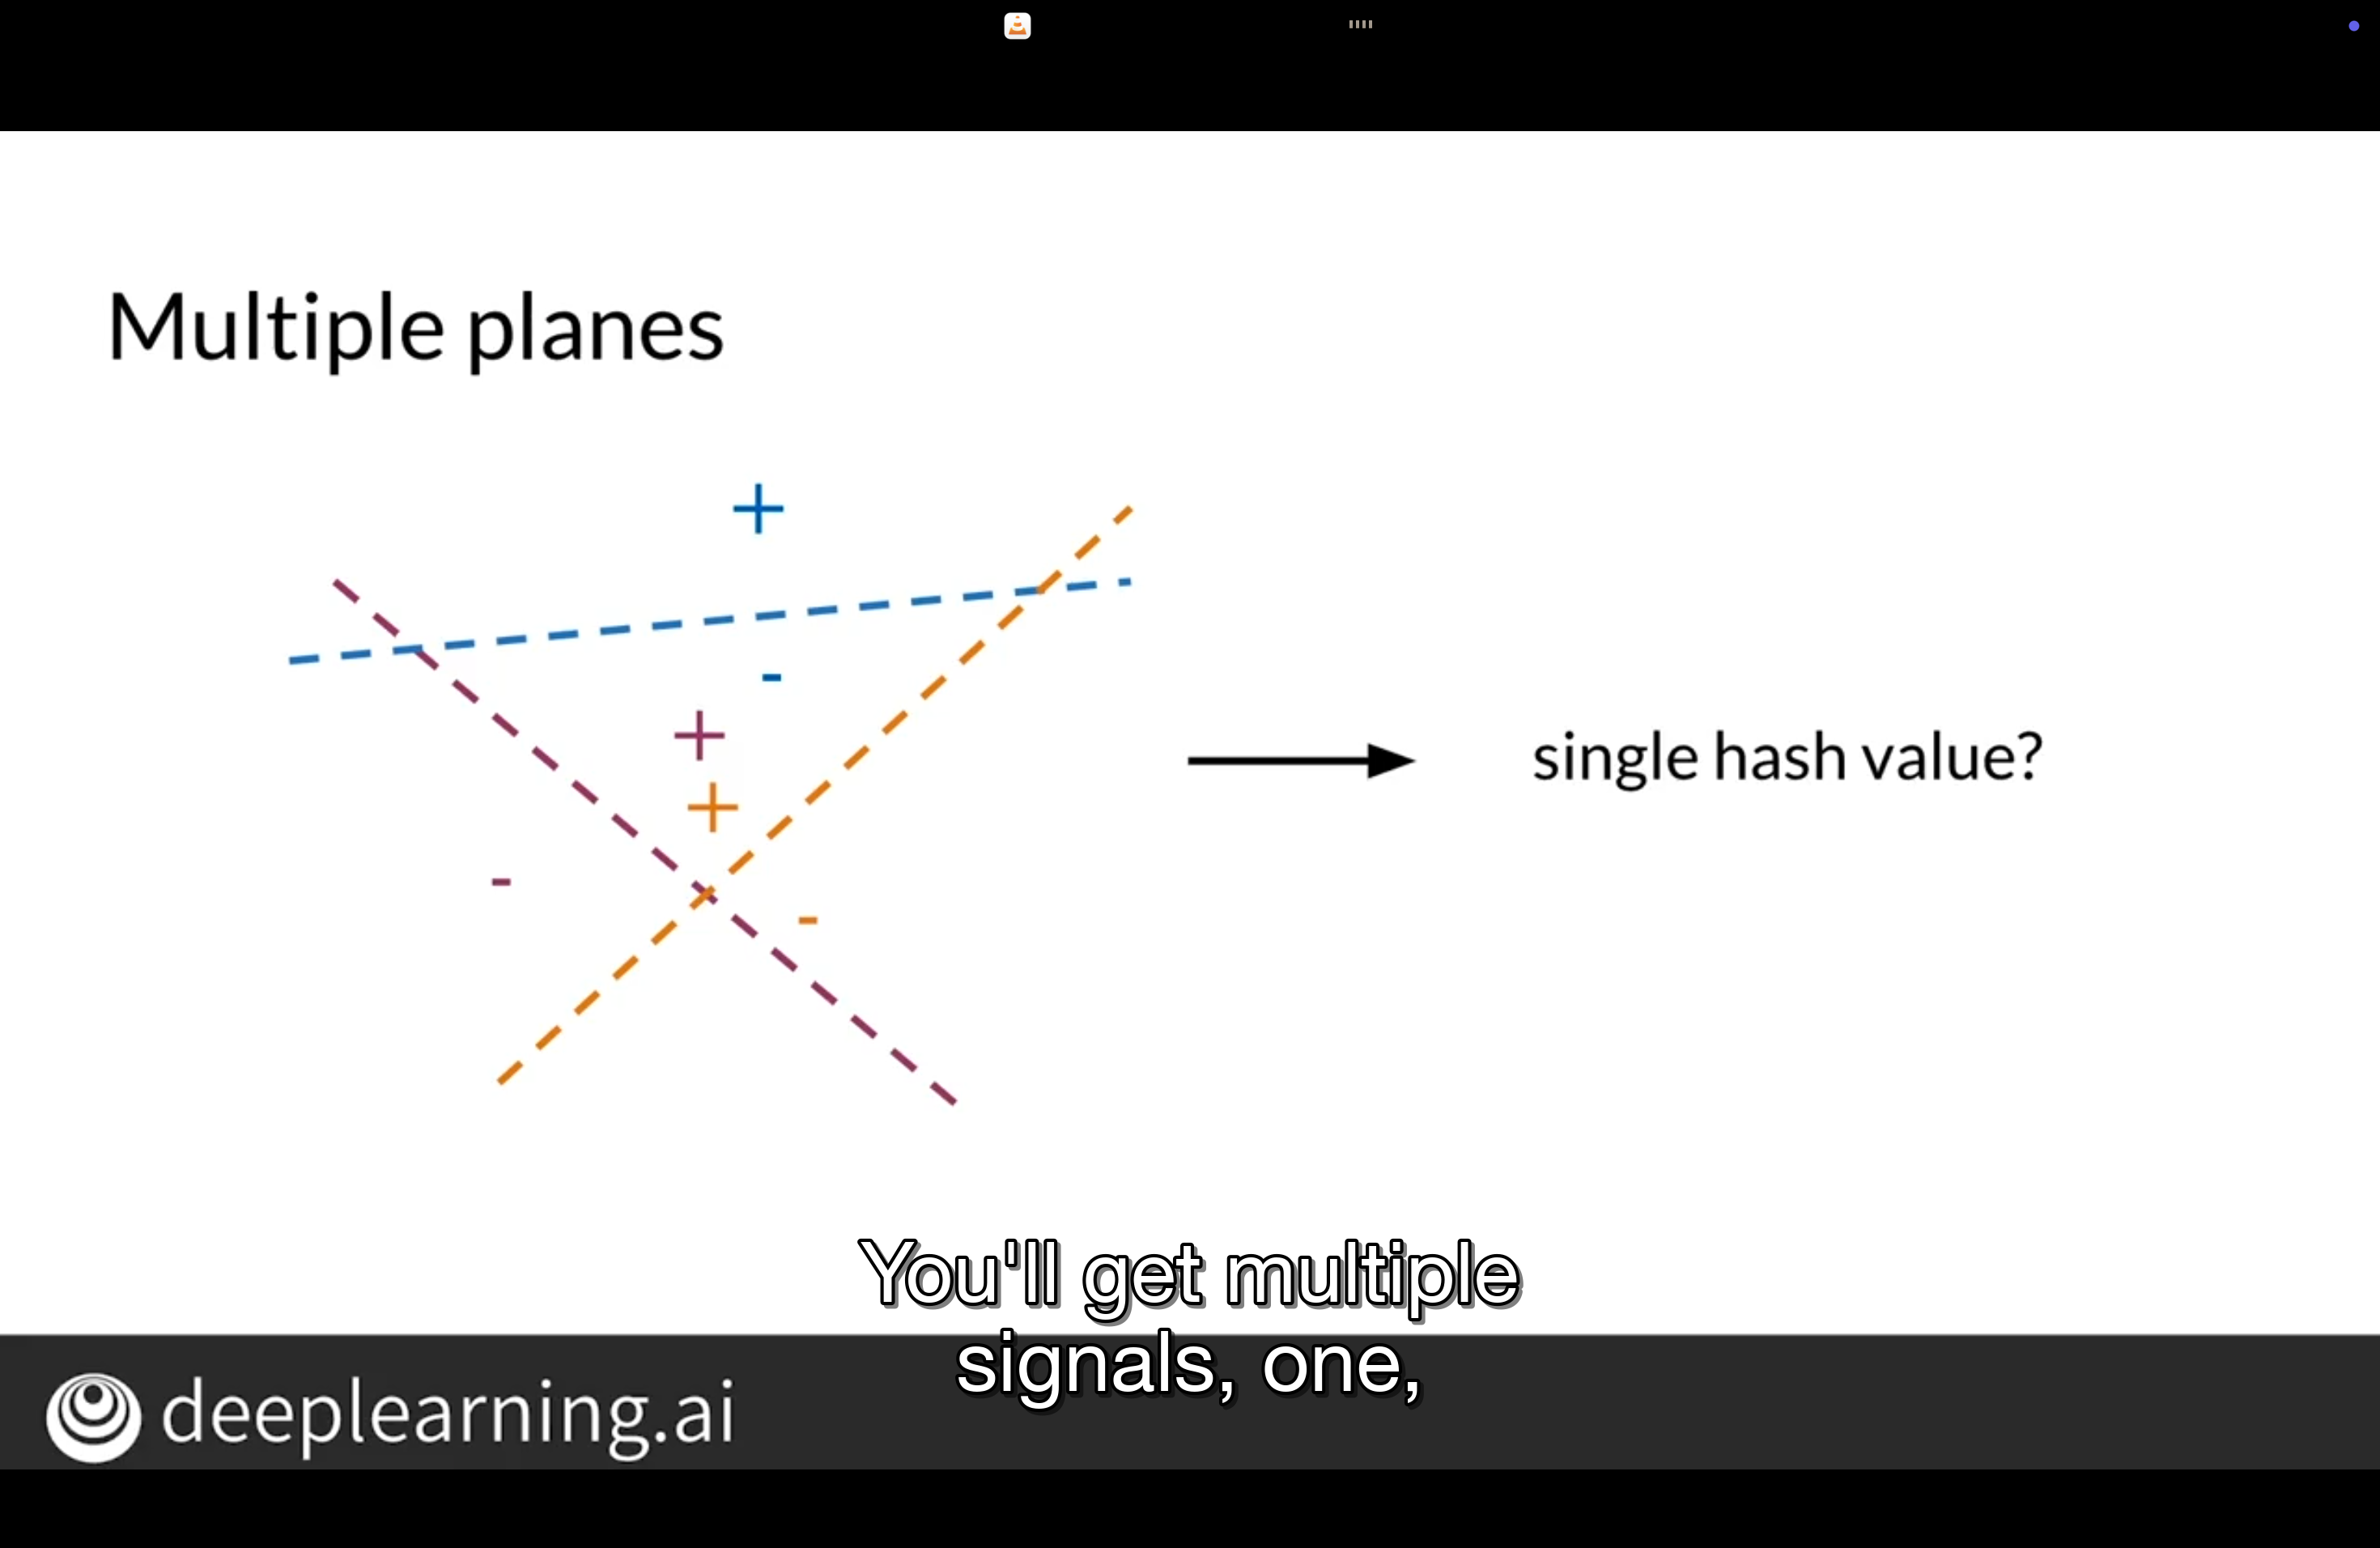 Multiple planes
+
-
+
+
single hash value?
-
-
You'll get multiple
signals, one,
deeplearning.ai